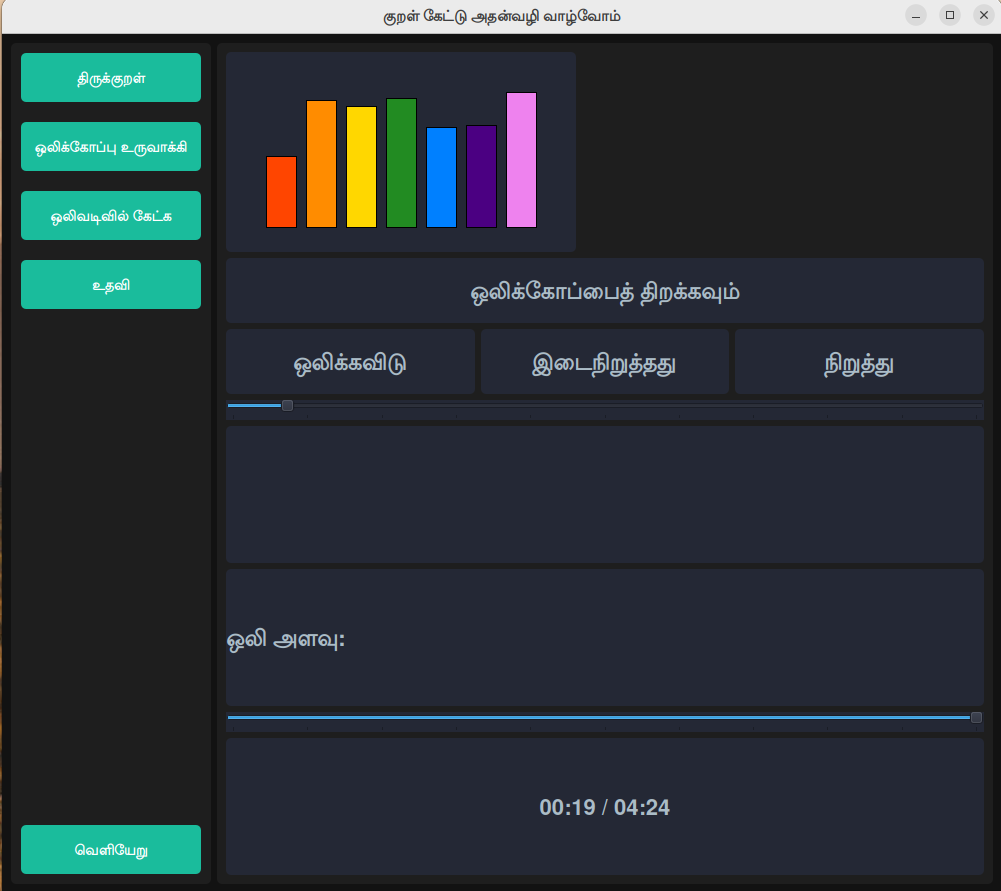 குறள் கேட்டு அதன்வழி வாழ்வோம்
திருக்குறள்
ஒலிக்கோப்பு உருவாக்கி
ஒலிவடிவில் கேட்க
உதவி
வெளியேறு
ஒலிக்கோப்பைத் திறக்கவும்
ஒலிக்கவிடு
இடைநிறுத்தது
நிறுத்து
ஒலி அளவு:
00:19 / 04:24